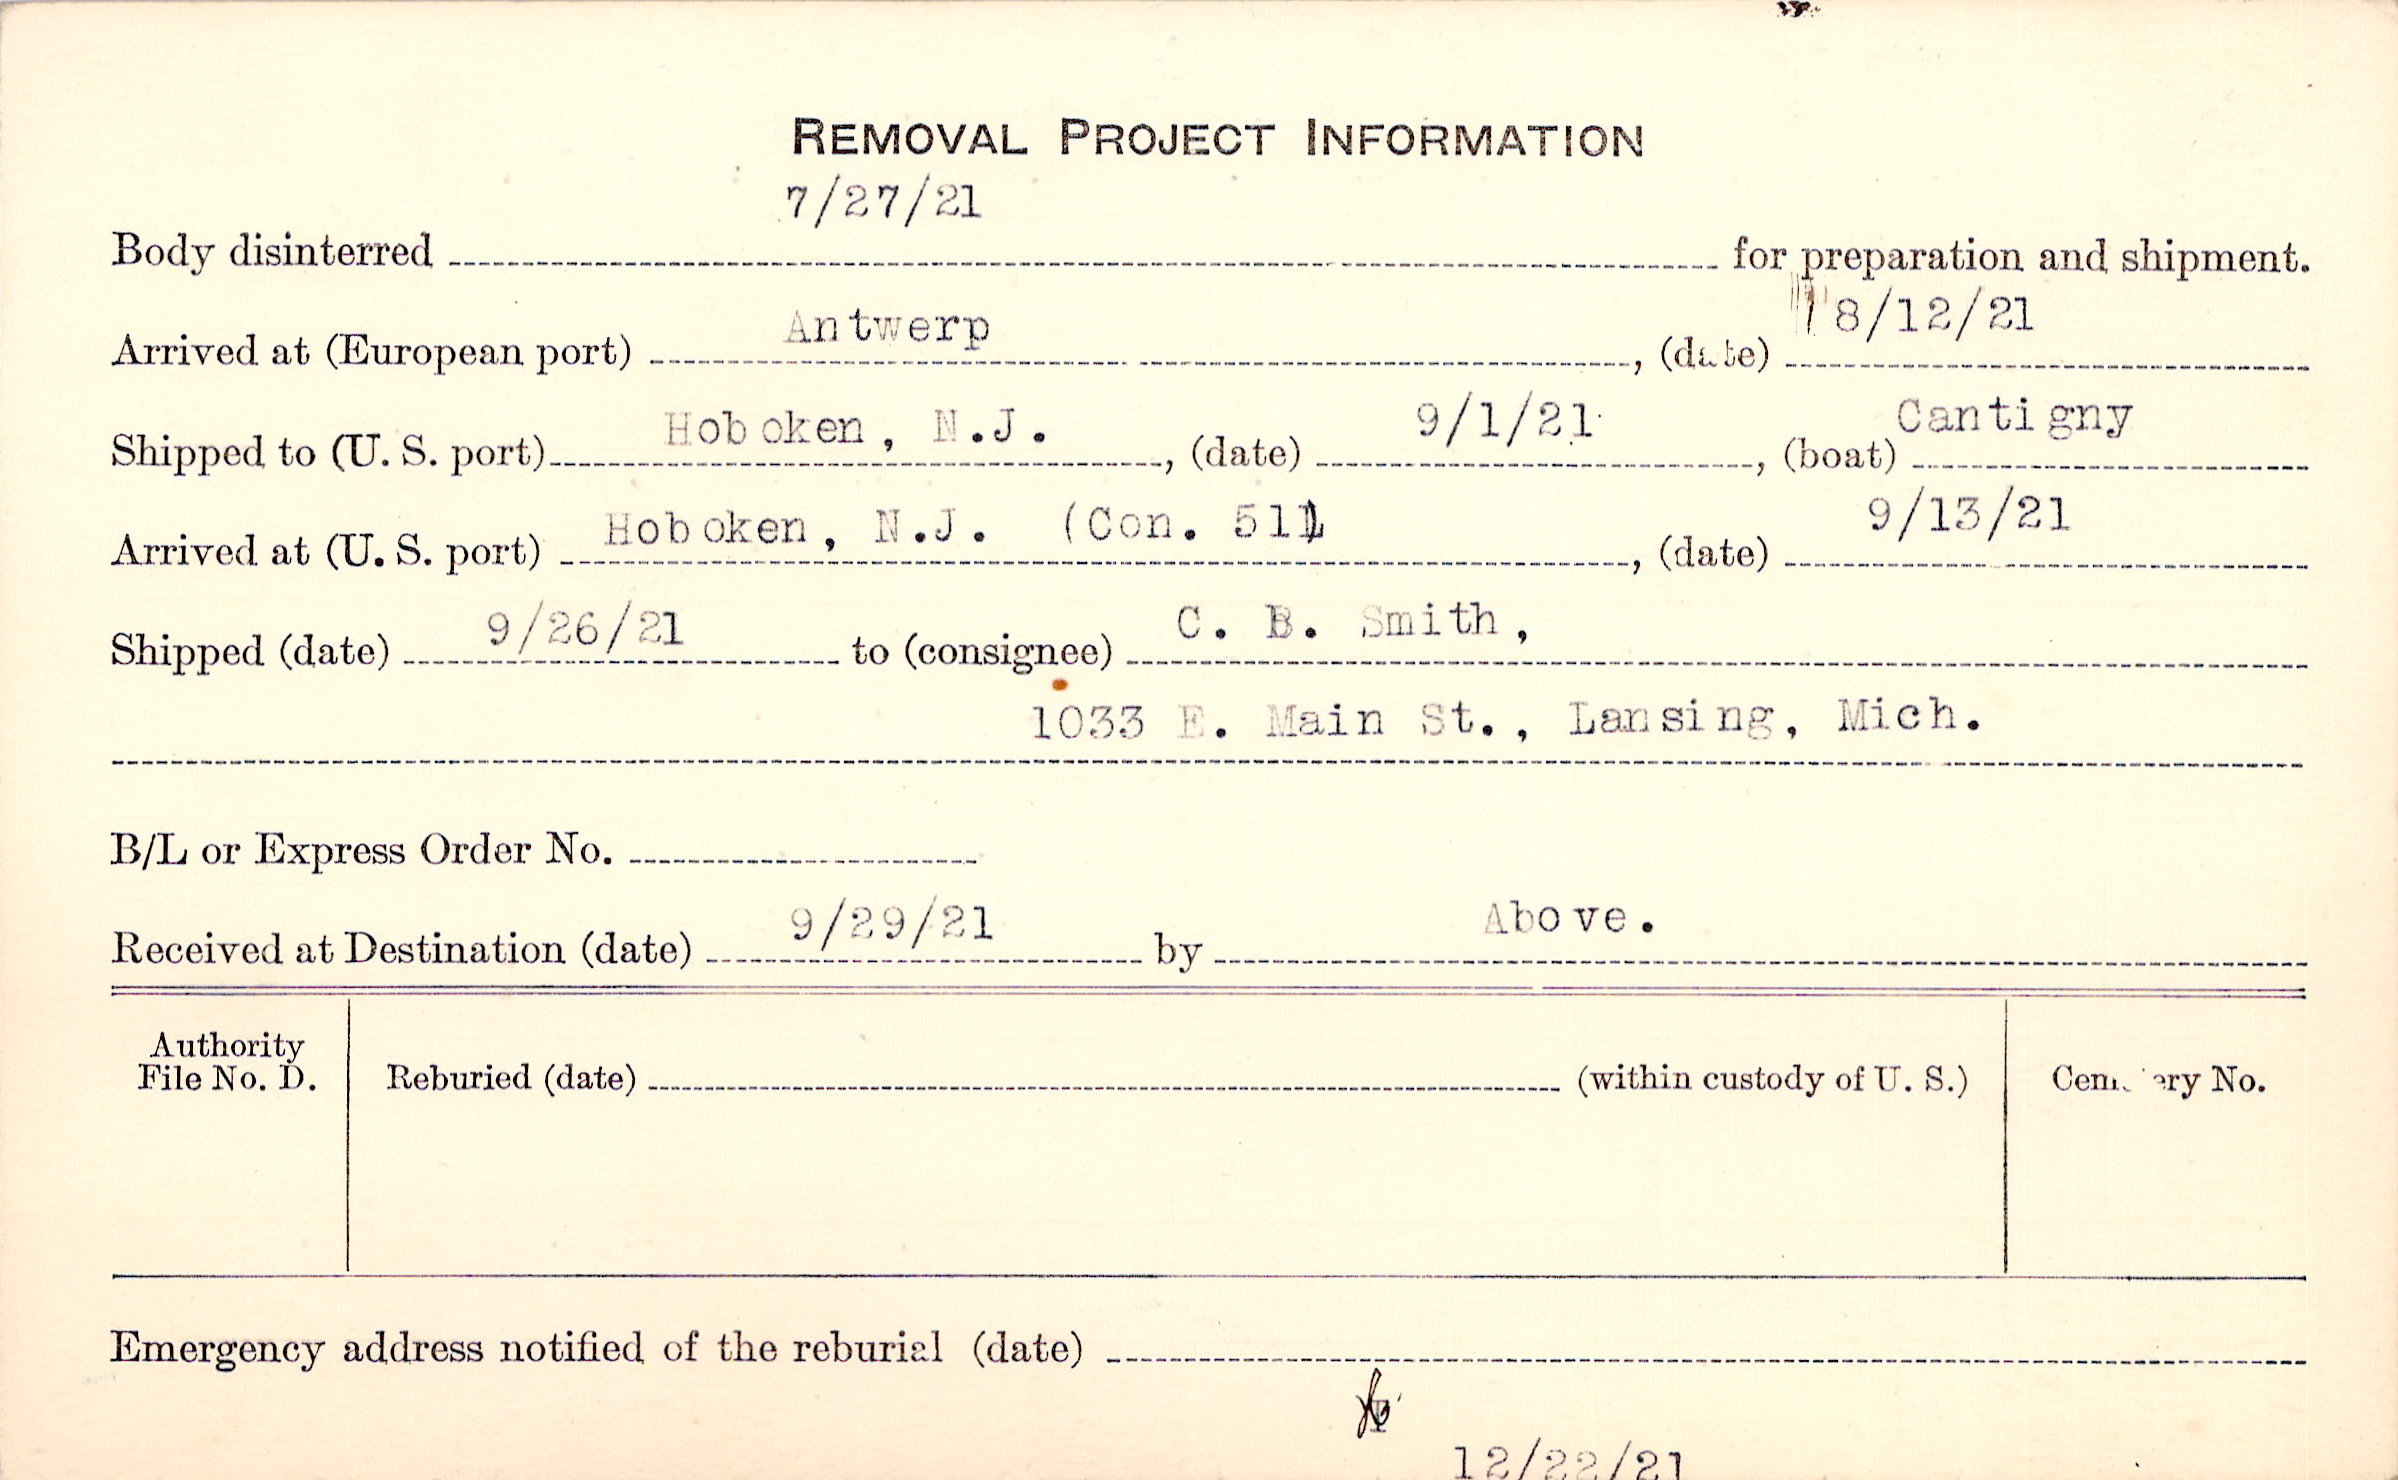 REMOVAL PROJECT INFORMATION
7/27/21
Body disinterred for preparation and shipment.
Antwerp 8/12/21
Arrived at (European port) , (date)
Hoboken, N.J. 9/1/21 Cantigny
Shipped to (U. S. port) , (date) , (boat)
Hoboken, N.J. (Con. 511 9/13/21
Arrived at (U. S. port) , (date)
9/26/21 C. B. Smith,
Shipped (date) to (consignee)
1033 E. Main St., Lansing, Mich.
B/L or Express Order No.
9/29/21 Above.
Received at Destination (date) by
Authority
File No. D.
Reburied (date) (within custody of U. S.)
Cemetery No.
Emergency address notified of the reburial (date)
12/22/21